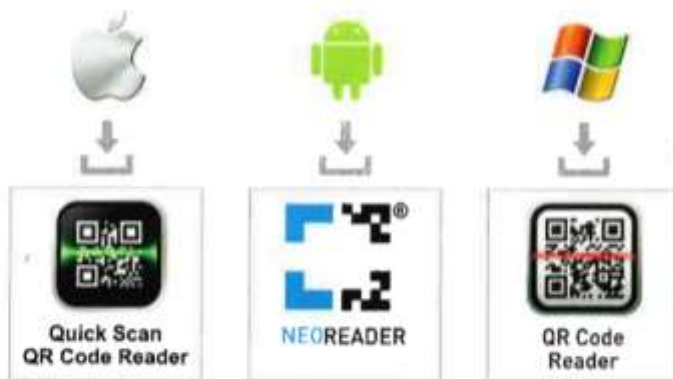 Quick Scan
QR Code Reader
®
NEOREADER
QR Code
Reader